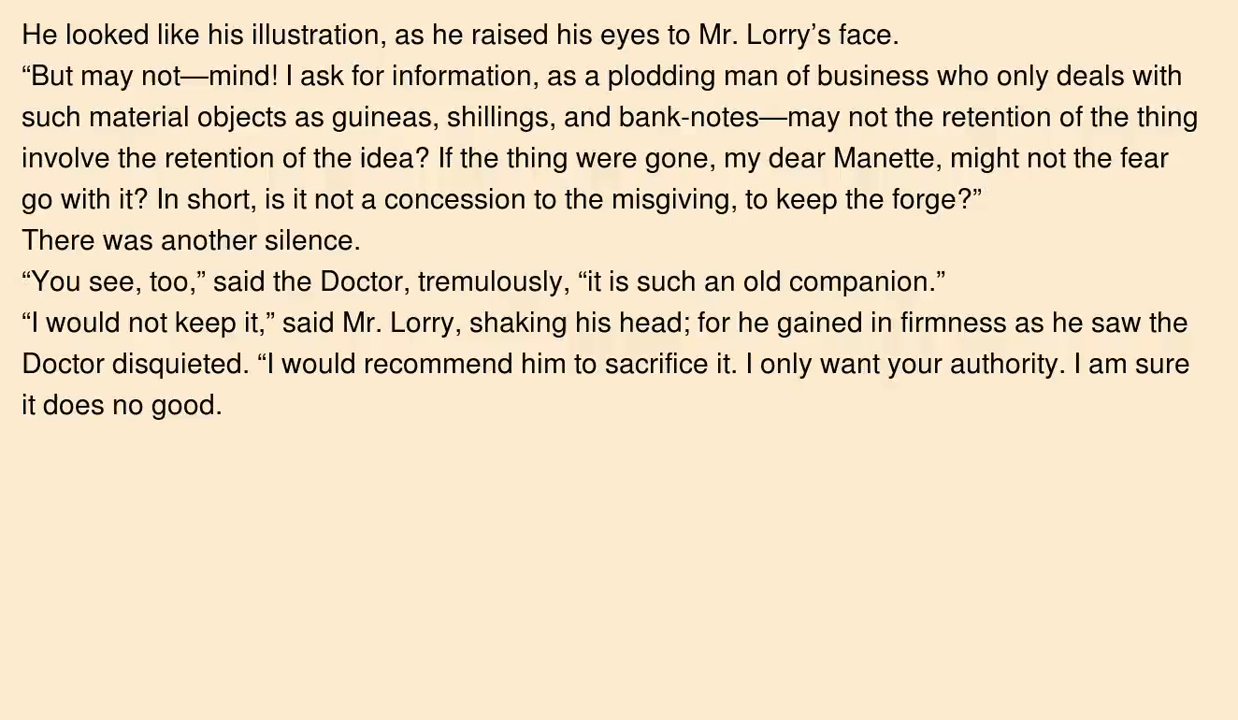 He looked like his illustration, as he raised his eyes to Mr. Lorry’s face.
“But may not—mind! I ask for information, as a plodding man of business who only deals with
such material objects as guineas, shillings, and bank-notes—may not the retention of the thing
involve the retention of the idea? If the thing were gone, my dear Manette, might not the fear
go with it? In short, is it not a concession to the misgiving, to keep the forge?”
There was another silence.
“You see, too,” said the Doctor, tremulously, “it is such an old companion.”
“I would not keep it,” said Mr. Lorry, shaking his head; for he gained in firmness as he saw the
Doctor disquieted. “I would recommend him to sacrifice it. I only want your authority. I am sure
it does no good.